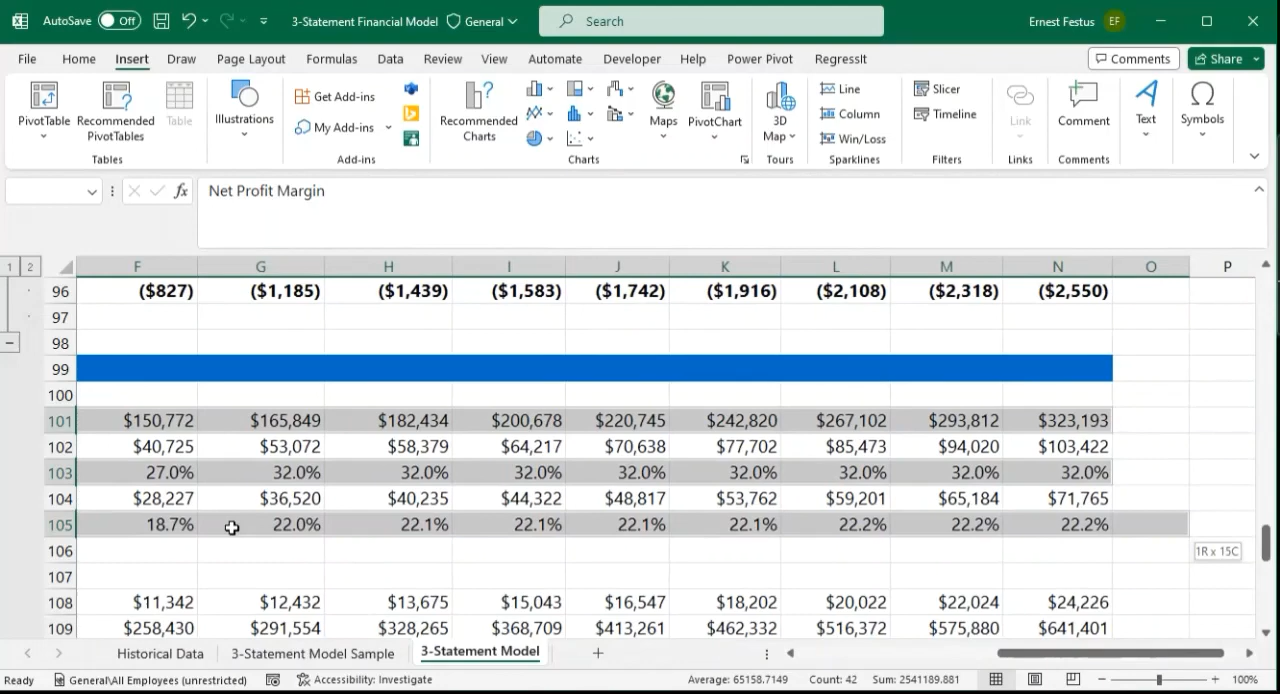 AutoSave Off 3-Statement Financial Model General Search Ernest Festus EF
File Home Insert Draw Page Layout Formulas Data Review View Automate Developer Help Power Pivot RegressIt Comments Share
PivotTable Recommended PivotTables Table Illustrations Get Add-ins My Add-ins Recommended Charts Maps PivotChart 3D Map Line Column Win/Loss Slicer Timeline Link Comment Text Symbols
Tables Add-ins Charts Tours Sparklines Filters Links Comments
fx Net Profit Margin
1 2 F G H I J K L M N O P
96 ($827) ($1,185) ($1,439) ($1,583) ($1,742) ($1,916) ($2,108) ($2,318) ($2,550)
97
98
99
100
101 $150,772 $165,849 $182,434 $200,678 $220,745 $242,820 $267,102 $293,812 $323,193
102 $40,725 $53,072 $58,379 $64,217 $70,638 $77,702 $85,473 $94,020 $103,422
103 27.0% 32.0% 32.0% 32.0% 32.0% 32.0% 32.0% 32.0% 32.0%
104 $28,227 $36,520 $40,235 $44,322 $48,817 $53,762 $59,201 $65,184 $71,765
105 18.7% 22.0% 22.1% 22.1% 22.1% 22.1% 22.2% 22.2% 22.2%
106 1R x 15C
107
108 $11,342 $12,432 $13,675 $15,043 $16,547 $18,202 $20,022 $22,024 $24,226
109 $258,430 $291,554 $328,265 $368,709 $413,261 $462,332 $516,372 $575,880 $641,401
Historical Data 3-Statement Model Sample 3-Statement Model
Ready General\All Employees (unrestricted) Accessibility: Investigate Average: 65158.7149 Count: 42 Sum: 2541189.881 100%